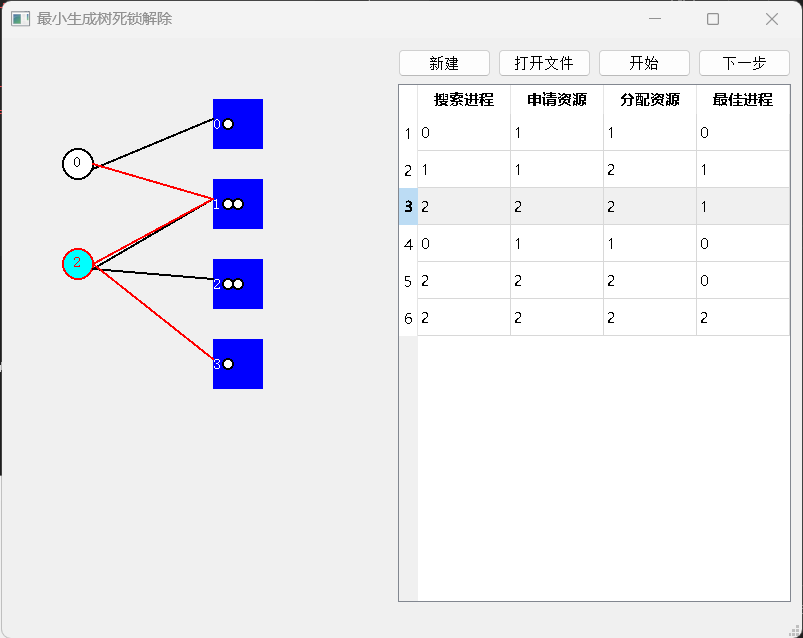 最小生成树死锁解除
新建 打开文件 开始 下一步
搜索进程 申请资源 分配资源 最佳进程
1 0 1 1 0
2 1 1 2 1
3 2 2 2 1
4 0 1 1 0
5 2 2 2 0
6 2 2 2 2
0
0
1
2
2
3